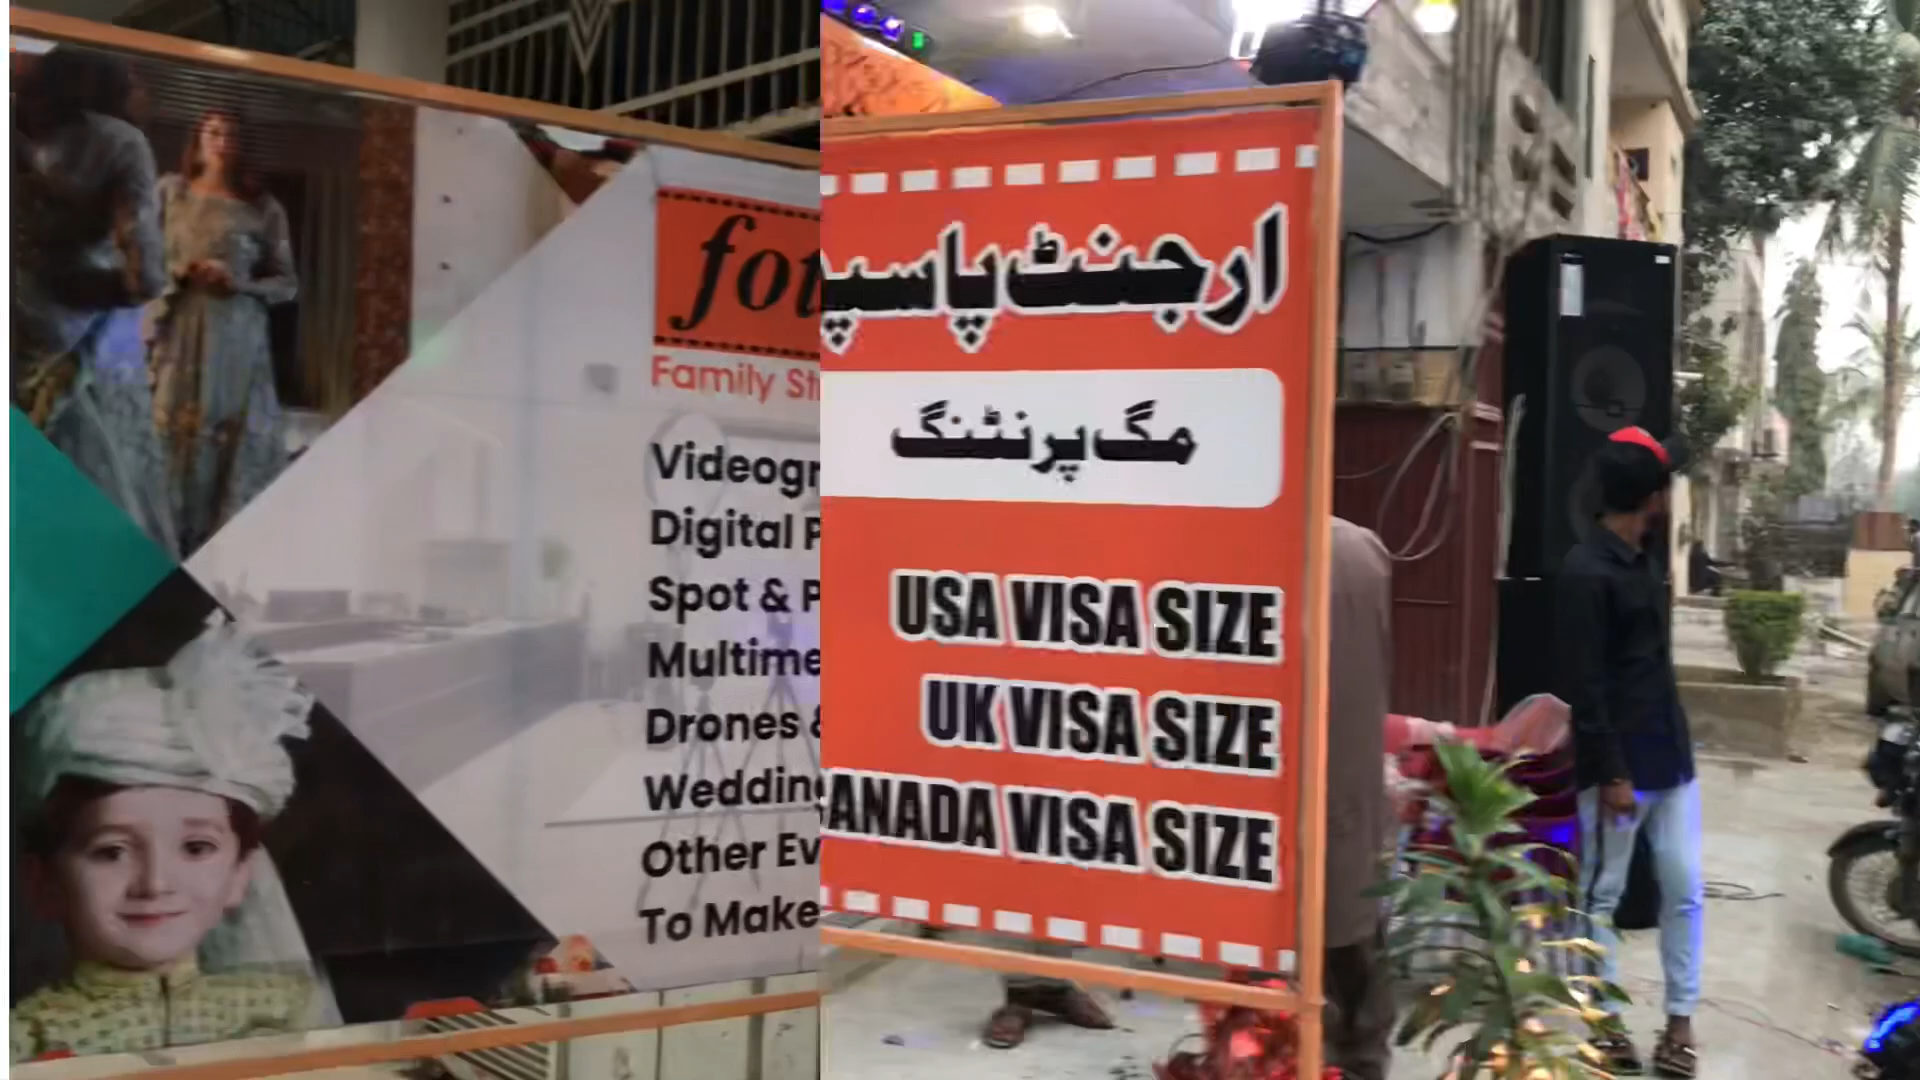 fot
Family St
Videogr
Digital P
Spot & P
Multime
Drones &
Wedding
Other Ev
To Make
ارجنٹ پاسپ
مگ پرنٹنگ
USA VISA SIZE
UK VISA SIZE
CANADA VISA SIZE